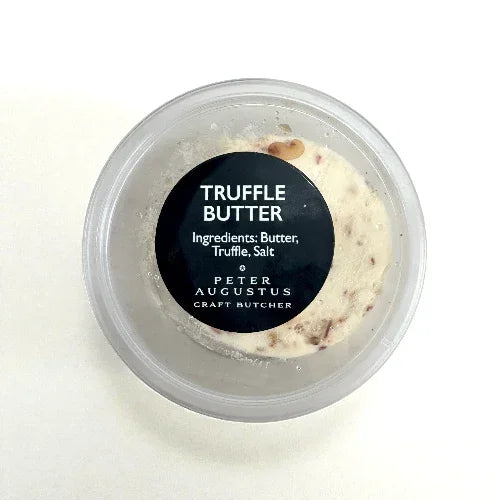 TRUFFLE
BUTTER
Ingredients: Butter,
Truffle, Salt
PETER
AUGUSTUS
CRAFT BUTCHER